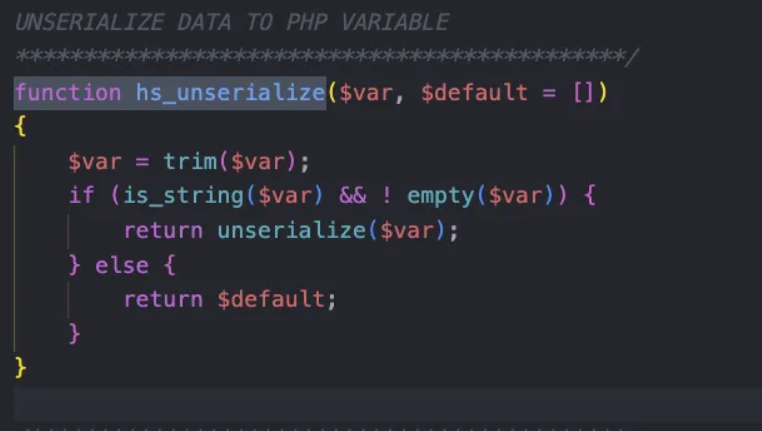 UNSERIALIZE DATA TO PHP VARIABLE
*********************************************/
function hs_unserialize($var, $default = [])
{
    $var = trim($var);
    if (is_string($var) && ! empty($var)) {
        return unserialize($var);
    } else {
        return $default;
    }
}